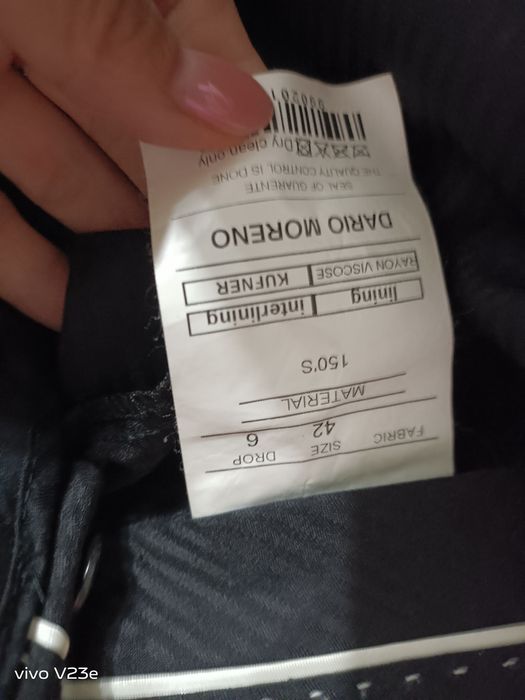 FABRIC SIZE DROP
42 6
MATERIAL
150'S
lining interlining
RAYON VISCOSE KUFNER
DARIO MORENO
SEAL OF GUARENTE
THE QUALITY CONTROL IS DONE
Dry clean only
vivo V23e